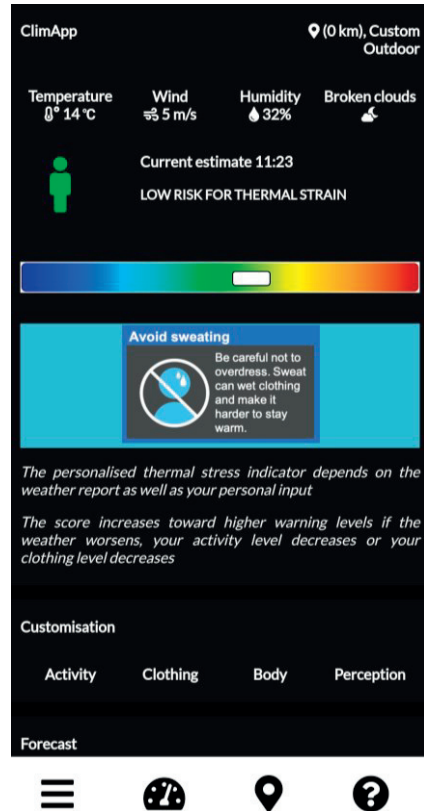 ClimApp
(0 km), Custom
Outdoor
Temperature Wind Humidity Broken clouds
14 °C 5 m/s 32%
Current estimate 11:23
LOW RISK FOR THERMAL STRAIN
Avoid sweating
Be careful not to
overdress. Sweat
can wet clothing
and make it
harder to stay
warm.
The personalised thermal stress indicator depends on the
weather report as well as your personal input
The score increases toward higher warning levels if the
weather worsens, your activity level decreases or your
clothing level decreases
Customisation
Activity Clothing Body Perception
Forecast